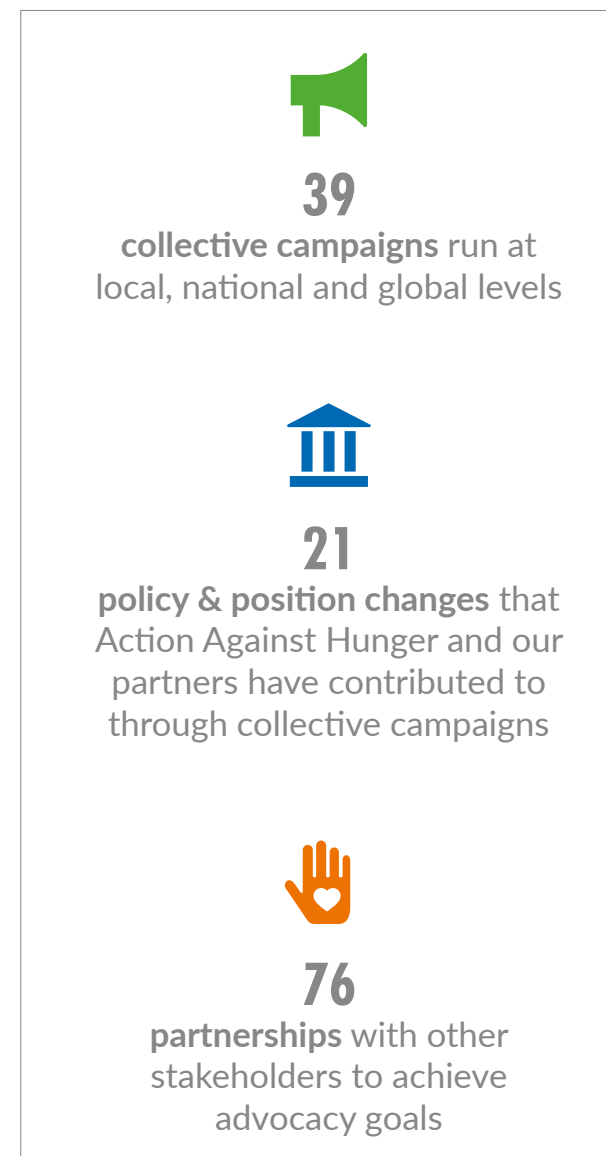 39
collective campaigns run at
local, national and global levels
21
policy & position changes that
Action Against Hunger and our
partners have contributed to
through collective campaigns
76
partnerships with other
stakeholders to achieve
advocacy goals